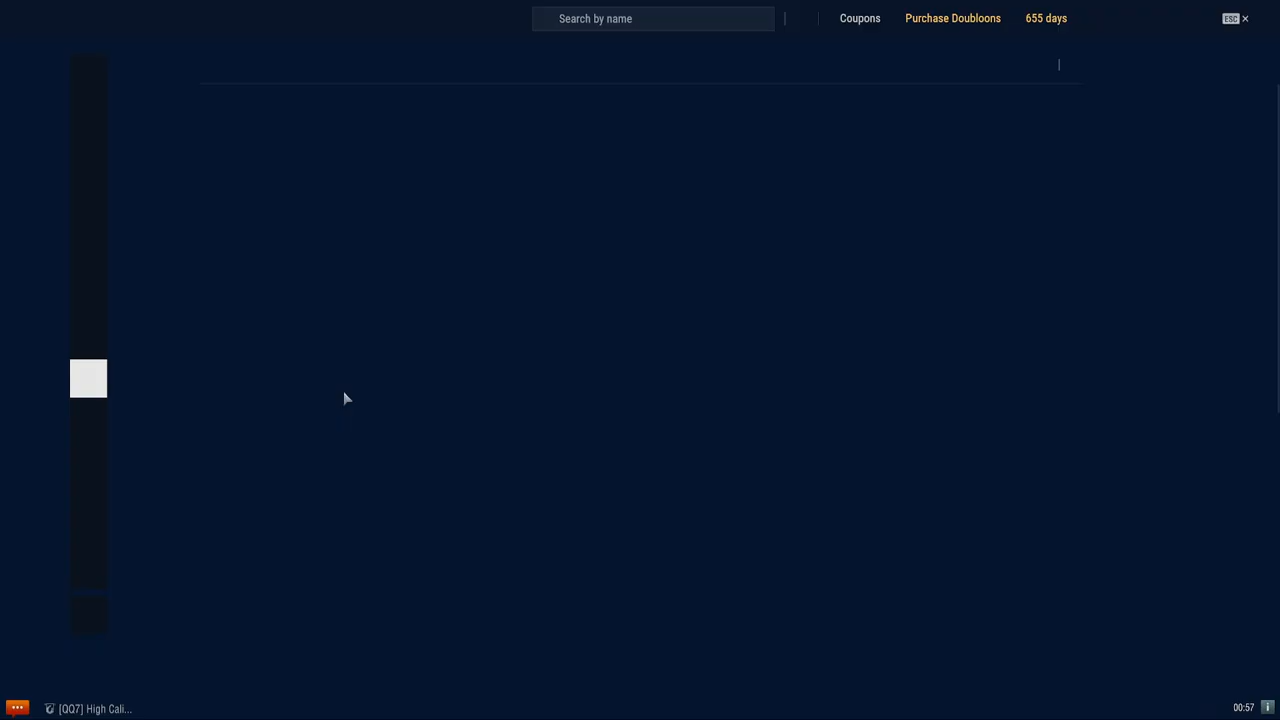 Search by name
Coupons
Purchase Doubloons
655 days
ESC ×
[QQ7] High Cali...
00:57
i